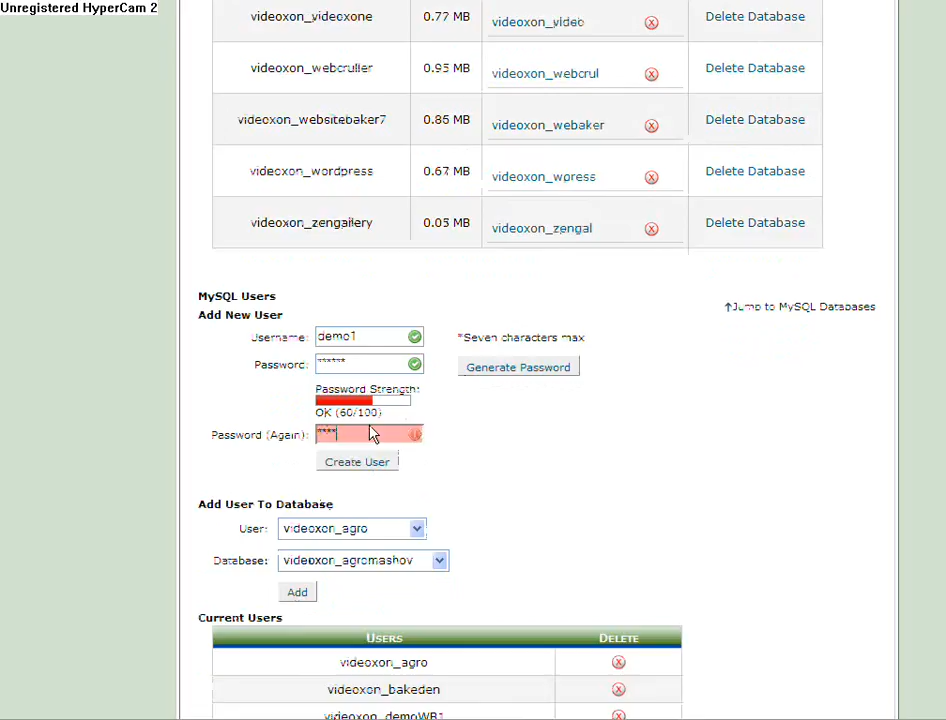 Unregistered HyperCam 2
videoxon_videoxone 0.77 MB videoxon_video Delete Database
videoxon_webcruller 0.95 MB videoxon_webcrul Delete Database
videoxon_websitebaker7 0.86 MB videoxon_webaker Delete Database
videoxon_wordpress 0.67 MB videoxon_wpress Delete Database
videoxon_zengallery 0.05 MB videoxon_zengal Delete Database
MySQL Users
Jump to MySQL Databases
Add New User
Username: demo1 *Seven characters max
Password: ****** Generate Password
Password Strength:
OK (60/100)
Password (Again): ****
Create User
Add User To Database
User: videoxon_agro
Database: videoxon_agromashov
Add
Current Users
USERS DELETE
videoxon_agro
videoxon_bakeden
videoxon_demoWB1